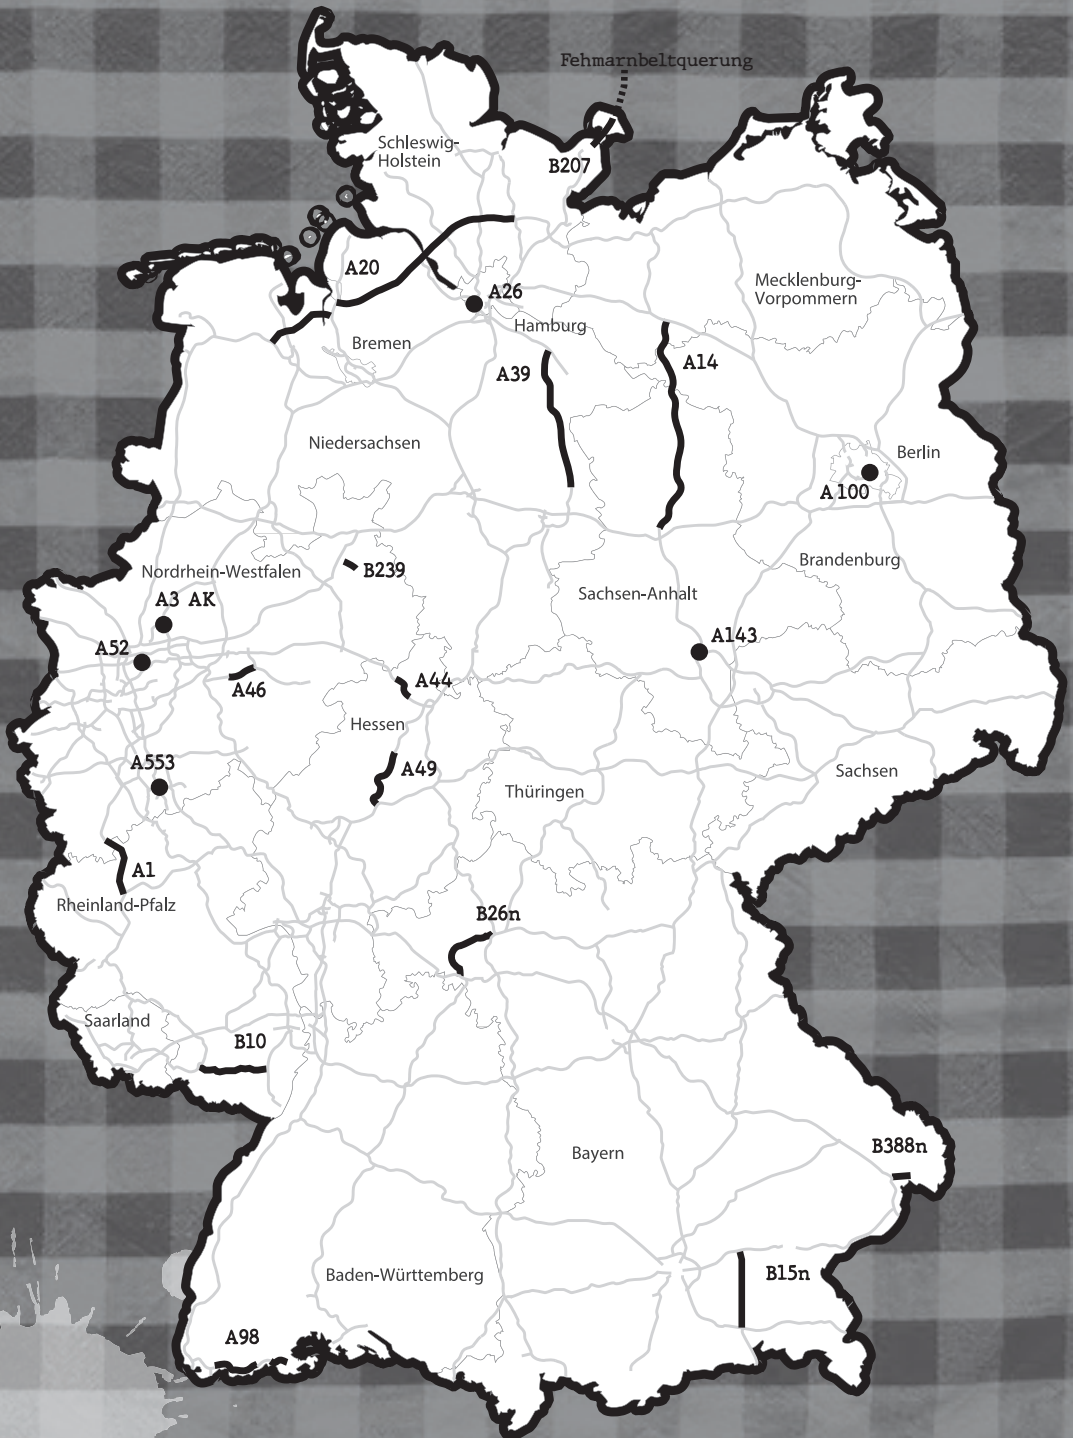 Fehmarnbeltquerung
Schleswig-
Holstein
B207
A20
Mecklenburg-
Vorpommern
A26
Hamburg
Bremen
A39
A14
Niedersachsen
Berlin
A 100
Brandenburg
B239
Nordrhein-Westfalen
Sachsen-Anhalt
A3 AK
A143
A52
A46
A44
Hessen
A553
A49
Sachsen
Thüringen
A1
Rheinland-Pfalz
B26n
Saarland
B10
B388n
Bayern
B15n
Baden-Württemberg
A98